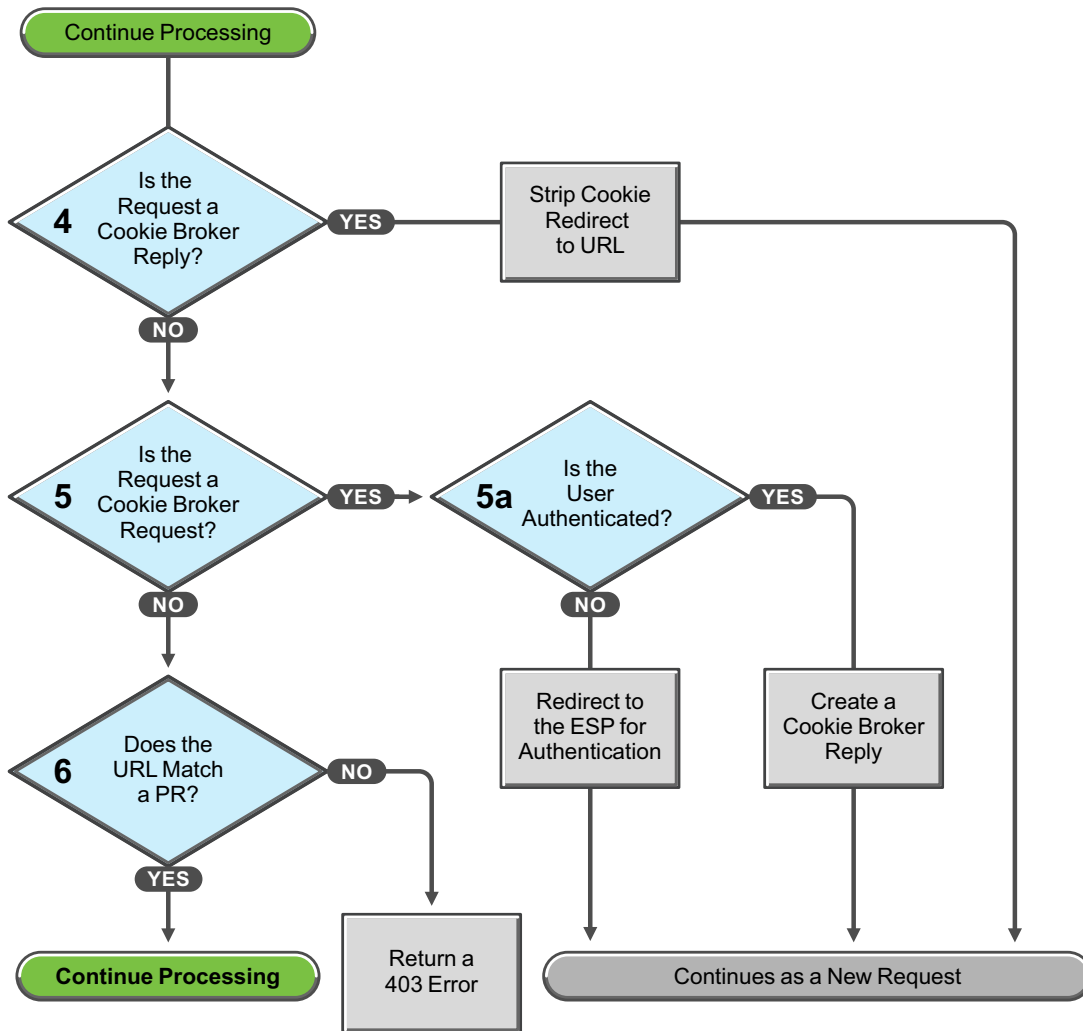 Continue Processing
4
Is the
Request a
Cookie Broker
Reply?
YES
Strip Cookie
Redirect
to URL
NO
5
Is the
Request a
Cookie Broker
Request?
YES
5a
Is the
User
Authenticated?
YES
NO
NO
Redirect to
the ESP for
Authentication
Create a
Cookie Broker
Reply
6
Does the
URL Match
a PR?
NO
YES
Continue Processing
Return a
403 Error
Continues as a New Request